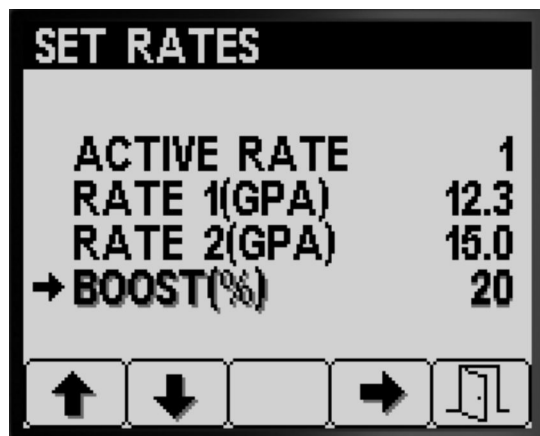 SET RATES
ACTIVE RATE 1
RATE 1(GPA) 12.3
RATE 2(GPA) 15.0
BOOST(%) 20